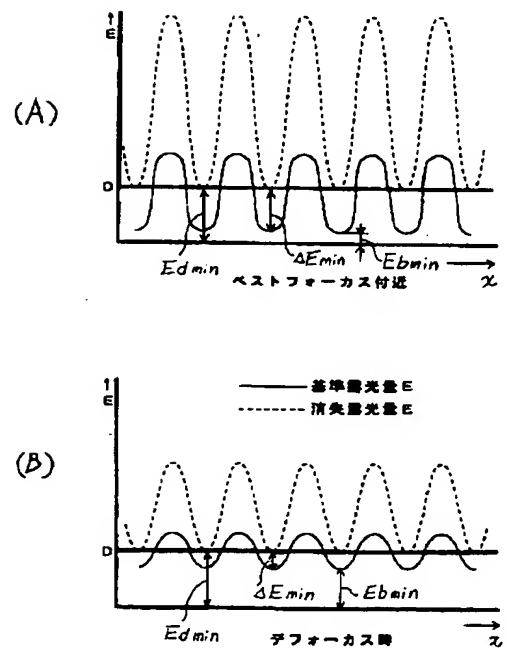 (A)
↑
E
D
Edmin
ΔEmin
Ebmin
x
ベストフォーカス付近
(B)
↑
E
基準露光量E
消失露光量E
D
Edmin
ΔEmin
Ebmin
x
デフォーカス時